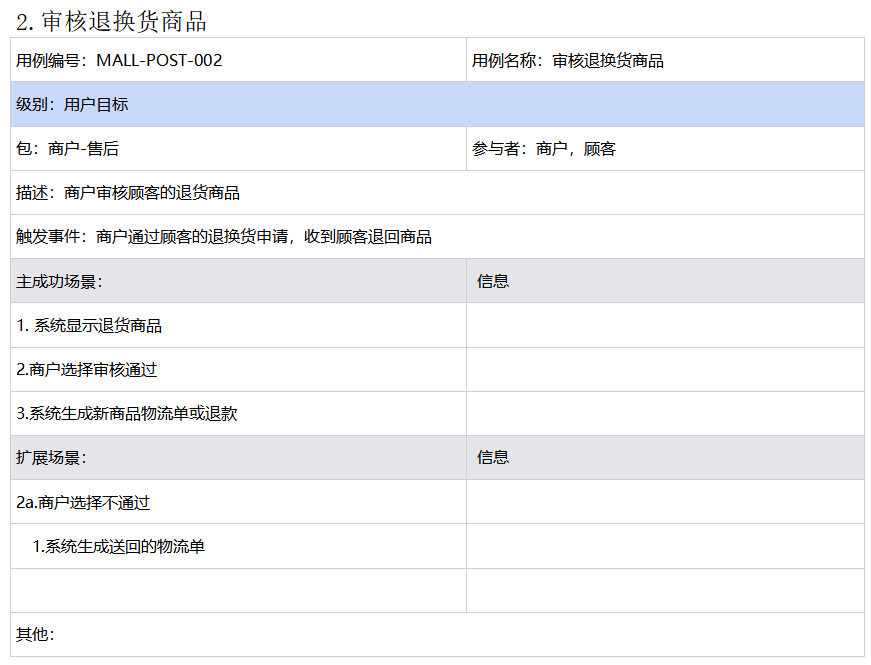 2.审核退换货商品
用例编号：MALL-POST-002
用例名称：审核退换货商品
级别：用户目标
包：商户-售后
参与者：商户，顾客
描述：商户审核顾客的退货商品
触发事件：商户通过顾客的退换货申请，收到顾客退回商品
主成功场景：
信息
1. 系统显示退货商品
2.商户选择审核通过
3.系统生成新商品物流单或退款
扩展场景：
信息
2a.商户选择不通过
1.系统生成送回的物流单
其他：